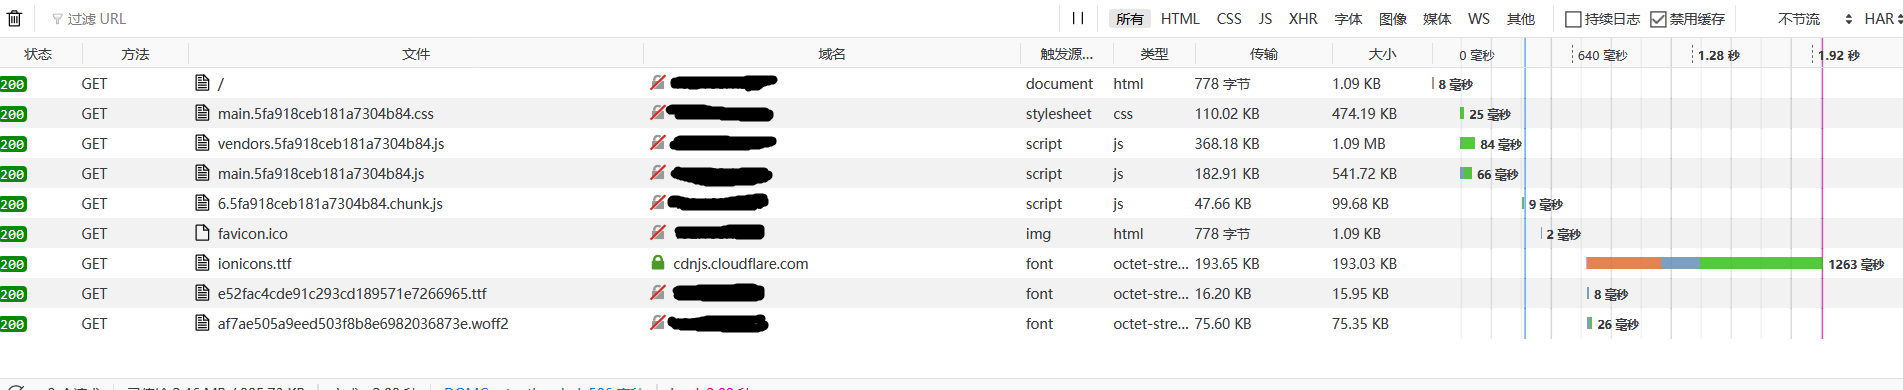 过滤 URL 所有 HTML CSS JS XHR 字体 图像 媒体 WS 其他 持续日志 禁用缓存 不节流 HAR
状态 方法 文件 域名 触发源... 类型 传输 大小 0 毫秒 640 毫秒 1.28 秒 1.92 秒
200 GET / document html 778 字节 1.09 KB 8 毫秒
200 GET main.5fa918ceb181a7304b84.css stylesheet css 110.02 KB 474.19 KB 25 毫秒
200 GET vendors.5fa918ceb181a7304b84.js script js 368.18 KB 1.09 MB 84 毫秒
200 GET main.5fa918ceb181a7304b84.js script js 182.91 KB 541.72 KB 66 毫秒
200 GET 6.5fa918ceb181a7304b84.chunk.js script js 47.66 KB 99.68 KB 9 毫秒
200 GET favicon.ico img html 778 字节 1.09 KB 2 毫秒
200 GET ionicons.ttf cdnjs.cloudflare.com font octet-stre... 193.65 KB 193.03 KB 1263 毫秒
200 GET e52fac4cde91c293cd189571e7266965.ttf font octet-stre... 16.20 KB 15.95 KB 8 毫秒
200 GET af7ae505a9eed503f8b8e6982036873e.woff2 font octet-stre... 75.60 KB 75.35 KB 26 毫秒